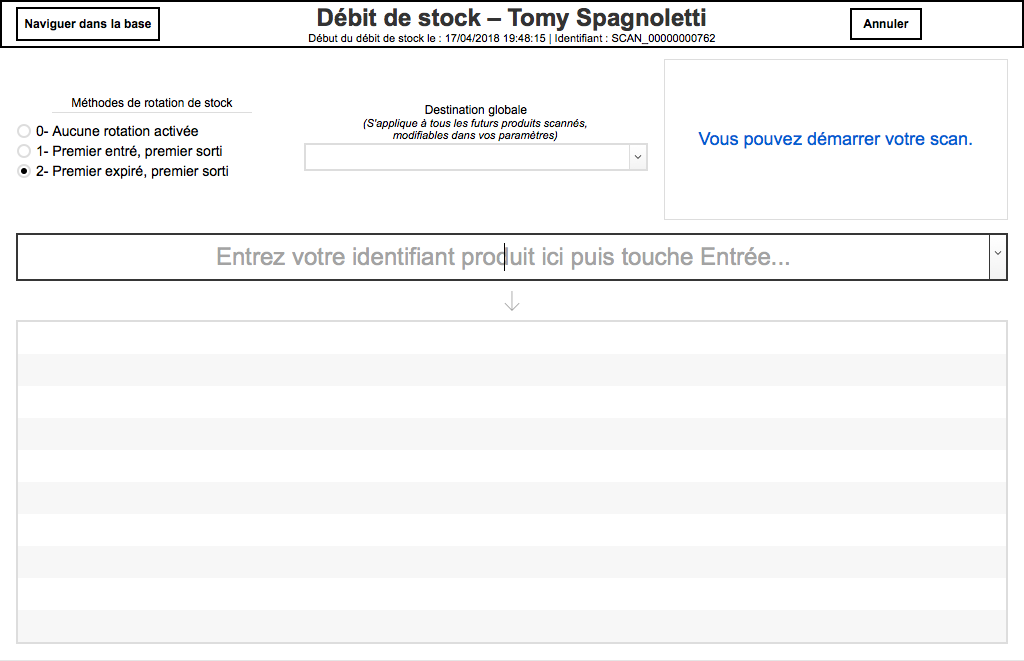 Naviguer dans la base
Débit de stock – Tomy Spagnoletti
Début du débit de stock le : 17/04/2018 19:48:15 | Identifiant : SCAN_00000000762
Annuler
Méthodes de rotation de stock
0- Aucune rotation activée
1- Premier entré, premier sorti
2- Premier expiré, premier sorti
Destination globale
(S'applique à tous les futurs produits scannés,
modifiables dans vos paramètres)
Vous pouvez démarrer votre scan.
Entrez votre identifiant produit ici puis touche Entrée...